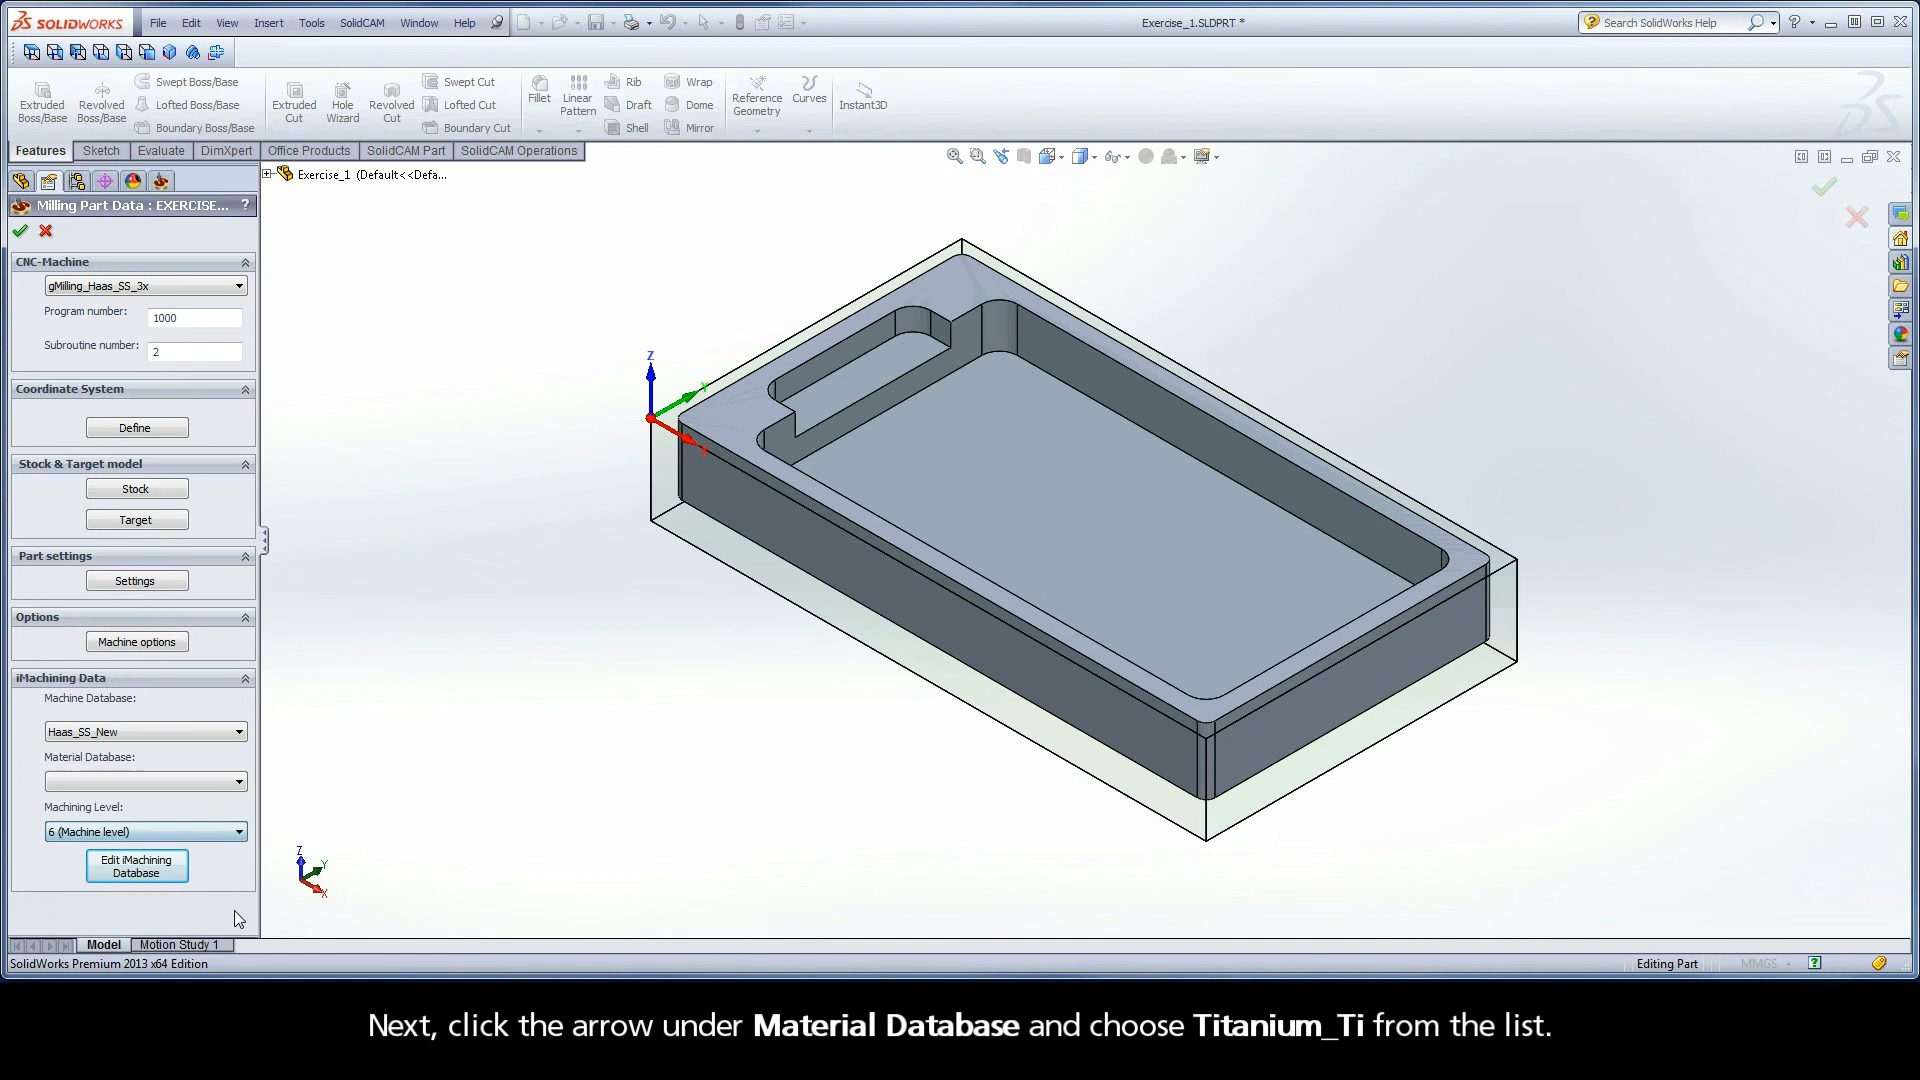 SOLIDWORKS
File Edit View Insert Tools SolidCAM Window Help
Exercise_1.SLDPRT *
Search SolidWorks Help
Extruded Boss/Base
Revolved Boss/Base
Swept Boss/Base
Lofted Boss/Base
Boundary Boss/Base
Extruded Cut
Hole Wizard
Revolved Cut
Swept Cut
Lofted Cut
Boundary Cut
Fillet
Linear Pattern
Rib
Draft
Shell
Wrap
Dome
Mirror
Reference Geometry
Curves
Instant3D
Features Sketch Evaluate DimXpert Office Products SolidCAM Part SolidCAM Operations
Exercise_1 (Default<<Defa...
Milling Part Data : EXERCISE... ?
CNC-Machine
gMilling_Haas_SS_3x
Program number: 1000
Subroutine number: 2
Coordinate System
Define
Stock & Target model
Stock
Target
Part settings
Settings
Options
Machine options
iMachining Data
Machine Database:
Haas_SS_New
Material Database:
Machining Level:
6 (Machine level)
Edit iMachining
Database
Z
Y
X
Z
Y
X
Model Motion Study 1
SolidWorks Premium 2013 x64 Edition
Editing Part MMGS
Next, click the arrow under Material Database and choose Titanium_Ti from the list.